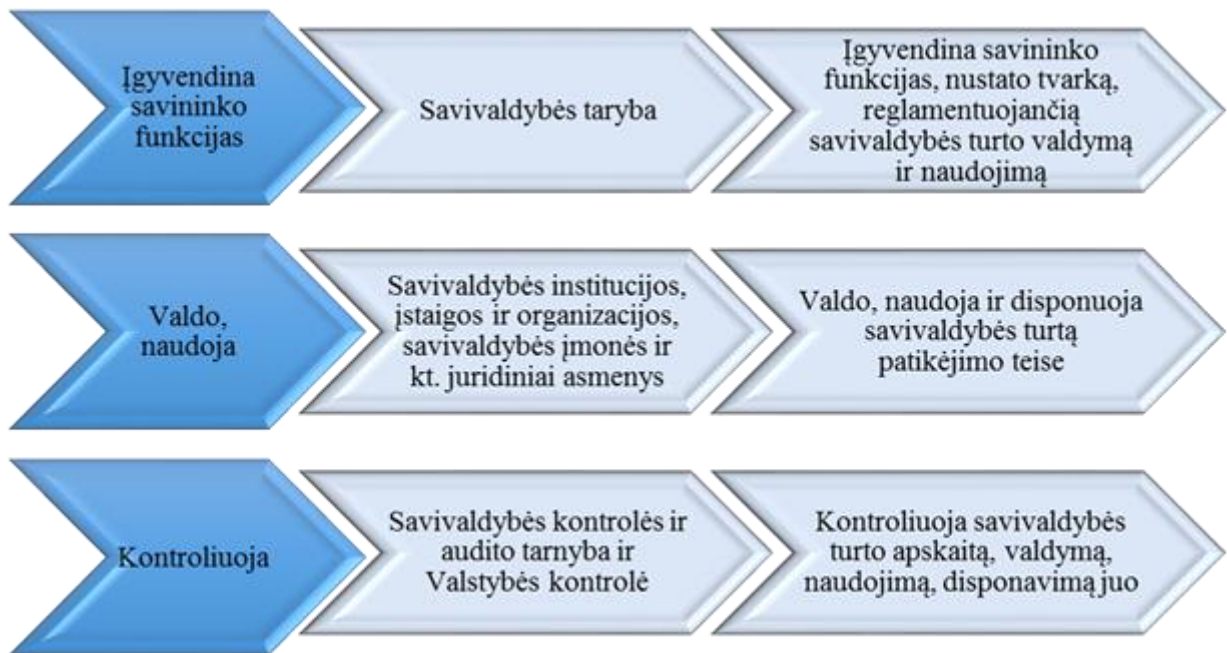 Įgyvendina
savininko
funkcijas
Savivaldybės taryba
Įgyvendina savininko
funkcijas, nustato tvarką,
reglamentuojančią
savivaldybės turto valdymą
ir naudojimą
Valdo,
naudoja
Savivaldybės institucijos,
įstaigos ir organizacijos,
savivaldybės įmonės ir
kt. juridiniai asmenys
Valdo, naudoja ir disponuoja
savivaldybės turtą
patikėjimo teise
Kontroliuoja
Savivaldybės kontrolės ir
audito tarnyba ir
Valstybės kontrolė
Kontroliuoja savivaldybės
turto apskaitą, valdymą,
naudojimą, disponavimą juo